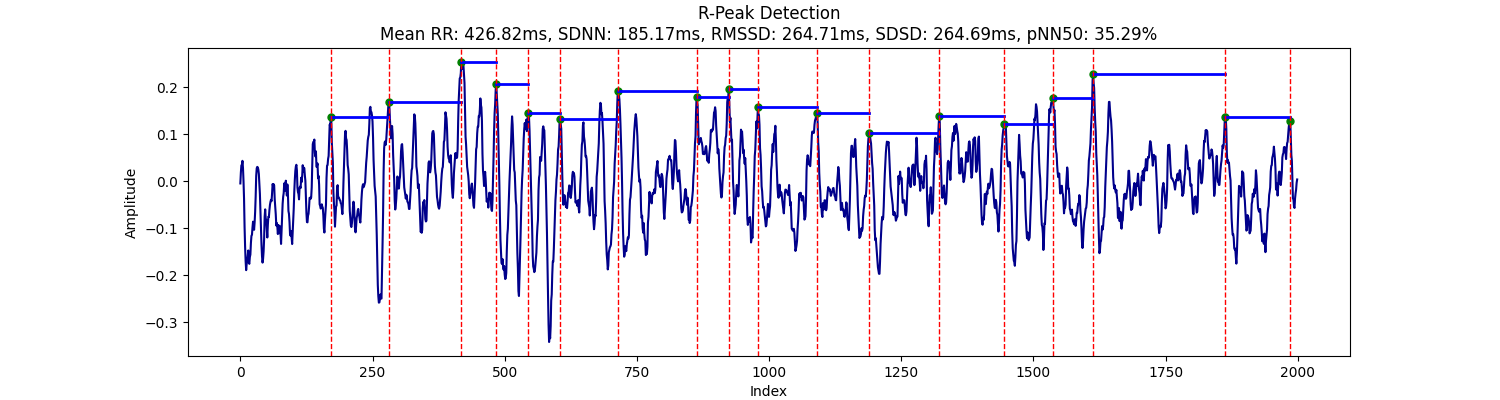 R-Peak Detection
Mean RR: 426.82ms, SDNN: 185.17ms, RMSSD: 264.71ms, SDSD: 264.69ms, pNN50: 35.29%
0.2
0.1
0.0
−0.1
−0.2
−0.3
Amplitude
0 250 500 750 1000 1250 1500 1750 2000
Index